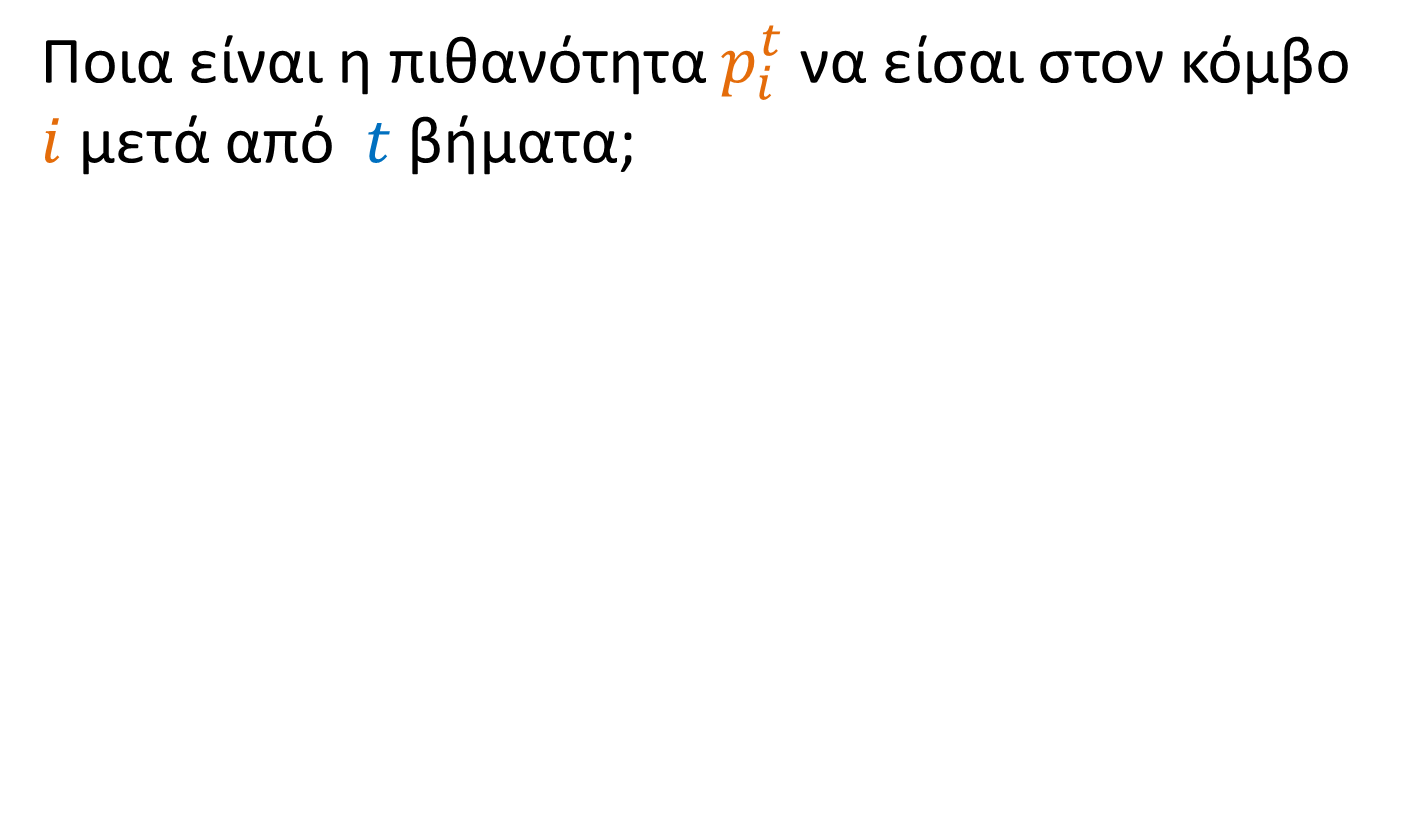 Ποια είναι η πιθανότητα $p_i^t$ να είσαι στον κόμβο
$i$ μετά από $t$ βήματα;